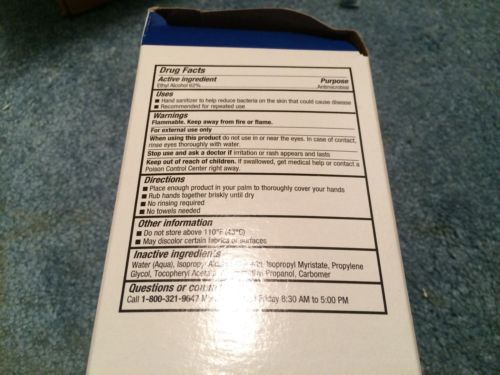 Drug Facts
Active ingredient Purpose
Ethyl Alcohol 62% Antimicrobial
Uses
■ Hand sanitizer to help reduce bacteria on the skin that could cause disease
■ Recommended for repeated use
Warnings
Flammable. Keep away from fire or flame.
For external use only
When using this product do not use in or near the eyes. In case of contact,
rinse eyes thoroughly with water.
Stop use and ask a doctor if irritation or rash appears and lasts
Keep out of reach of children. If swallowed, get medical help or contact a
Poison Control Center right away.
Directions
■ Place enough product in your palm to thoroughly cover your hands
■ Rub hands together briskly until dry
■ No rinsing required
■ No towels needed
Other information
■ Do not store above 110°F (43°C)
■ May discolor certain fabrics or surfaces
Inactive ingredients
Water (Aqua), Isopropyl Isopropyl Myristate, Propylene
Glycol, Tocopheryl Propanol, Carbomer
Questions or
Call 1-800-321-9647 Friday 8:30 AM to 5:00 PM